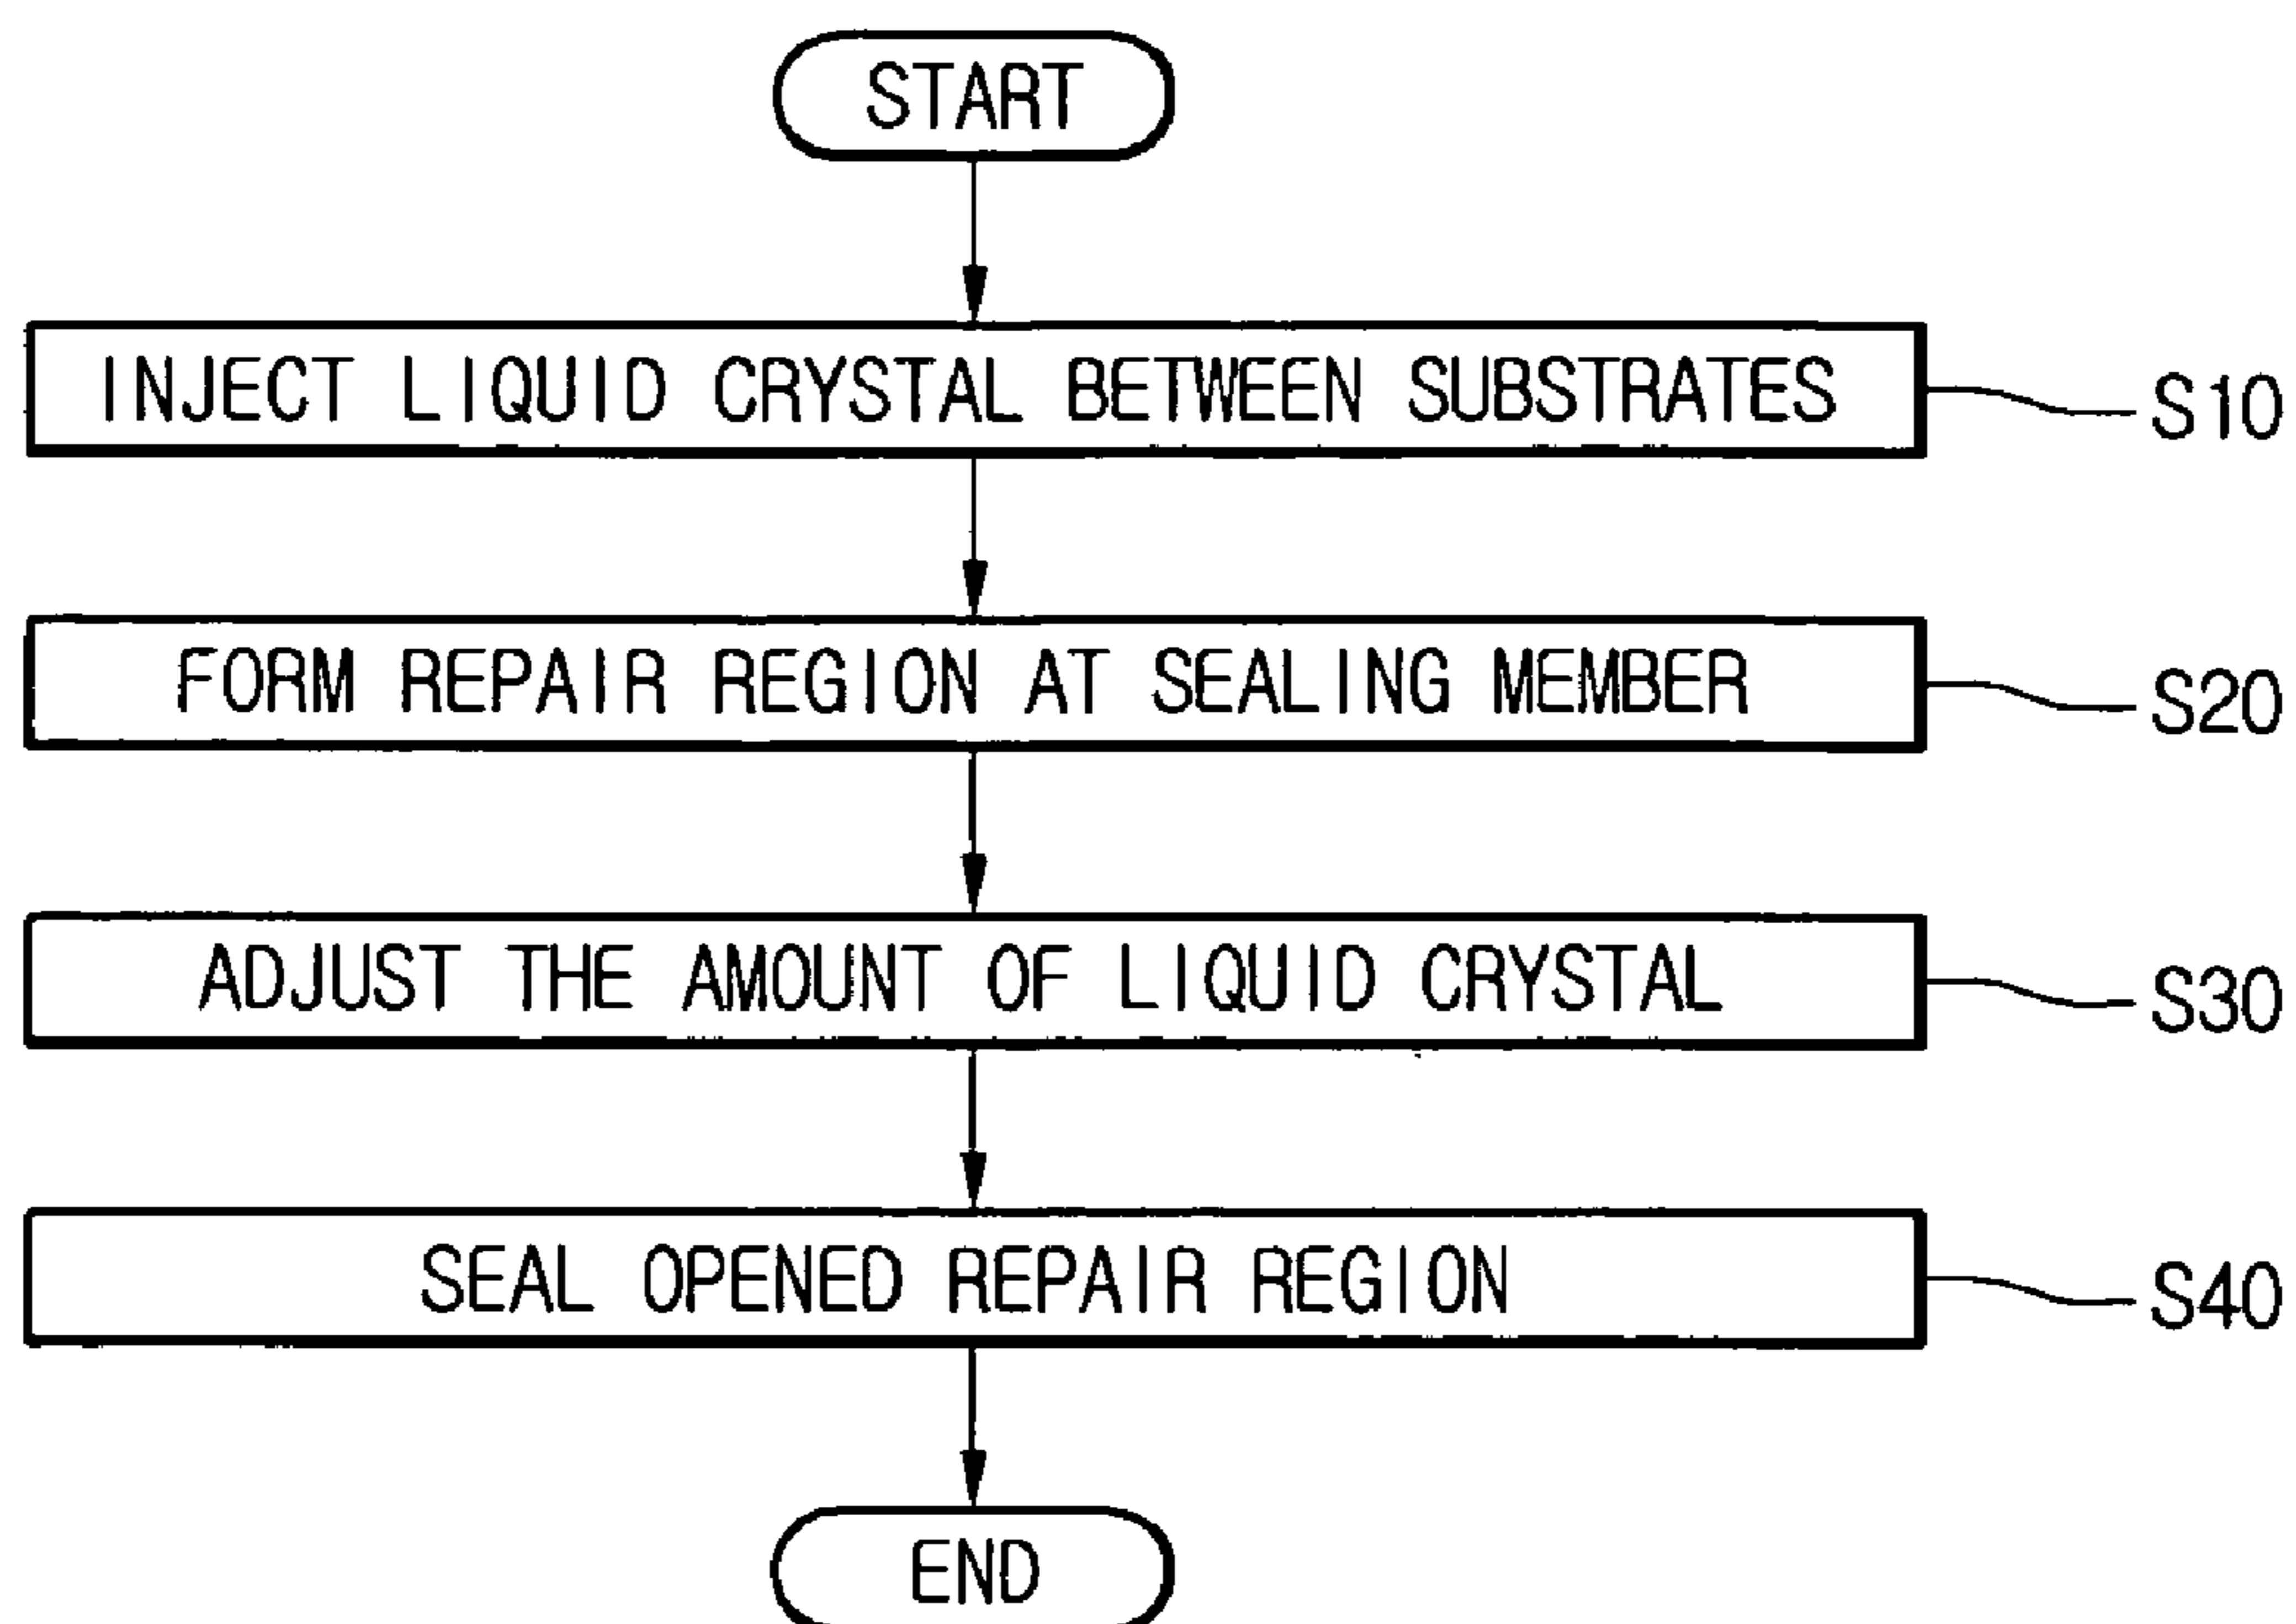 START
INJECT LIQUID CRYSTAL BETWEEN SUBSTRATES
S10
FORM REPAIR REGION AT SEALING MEMBER
S20
ADJUST THE AMOUNT OF LIQUID CRYSTAL
S30
SEAL OPENED REPAIR REGION
S40
END